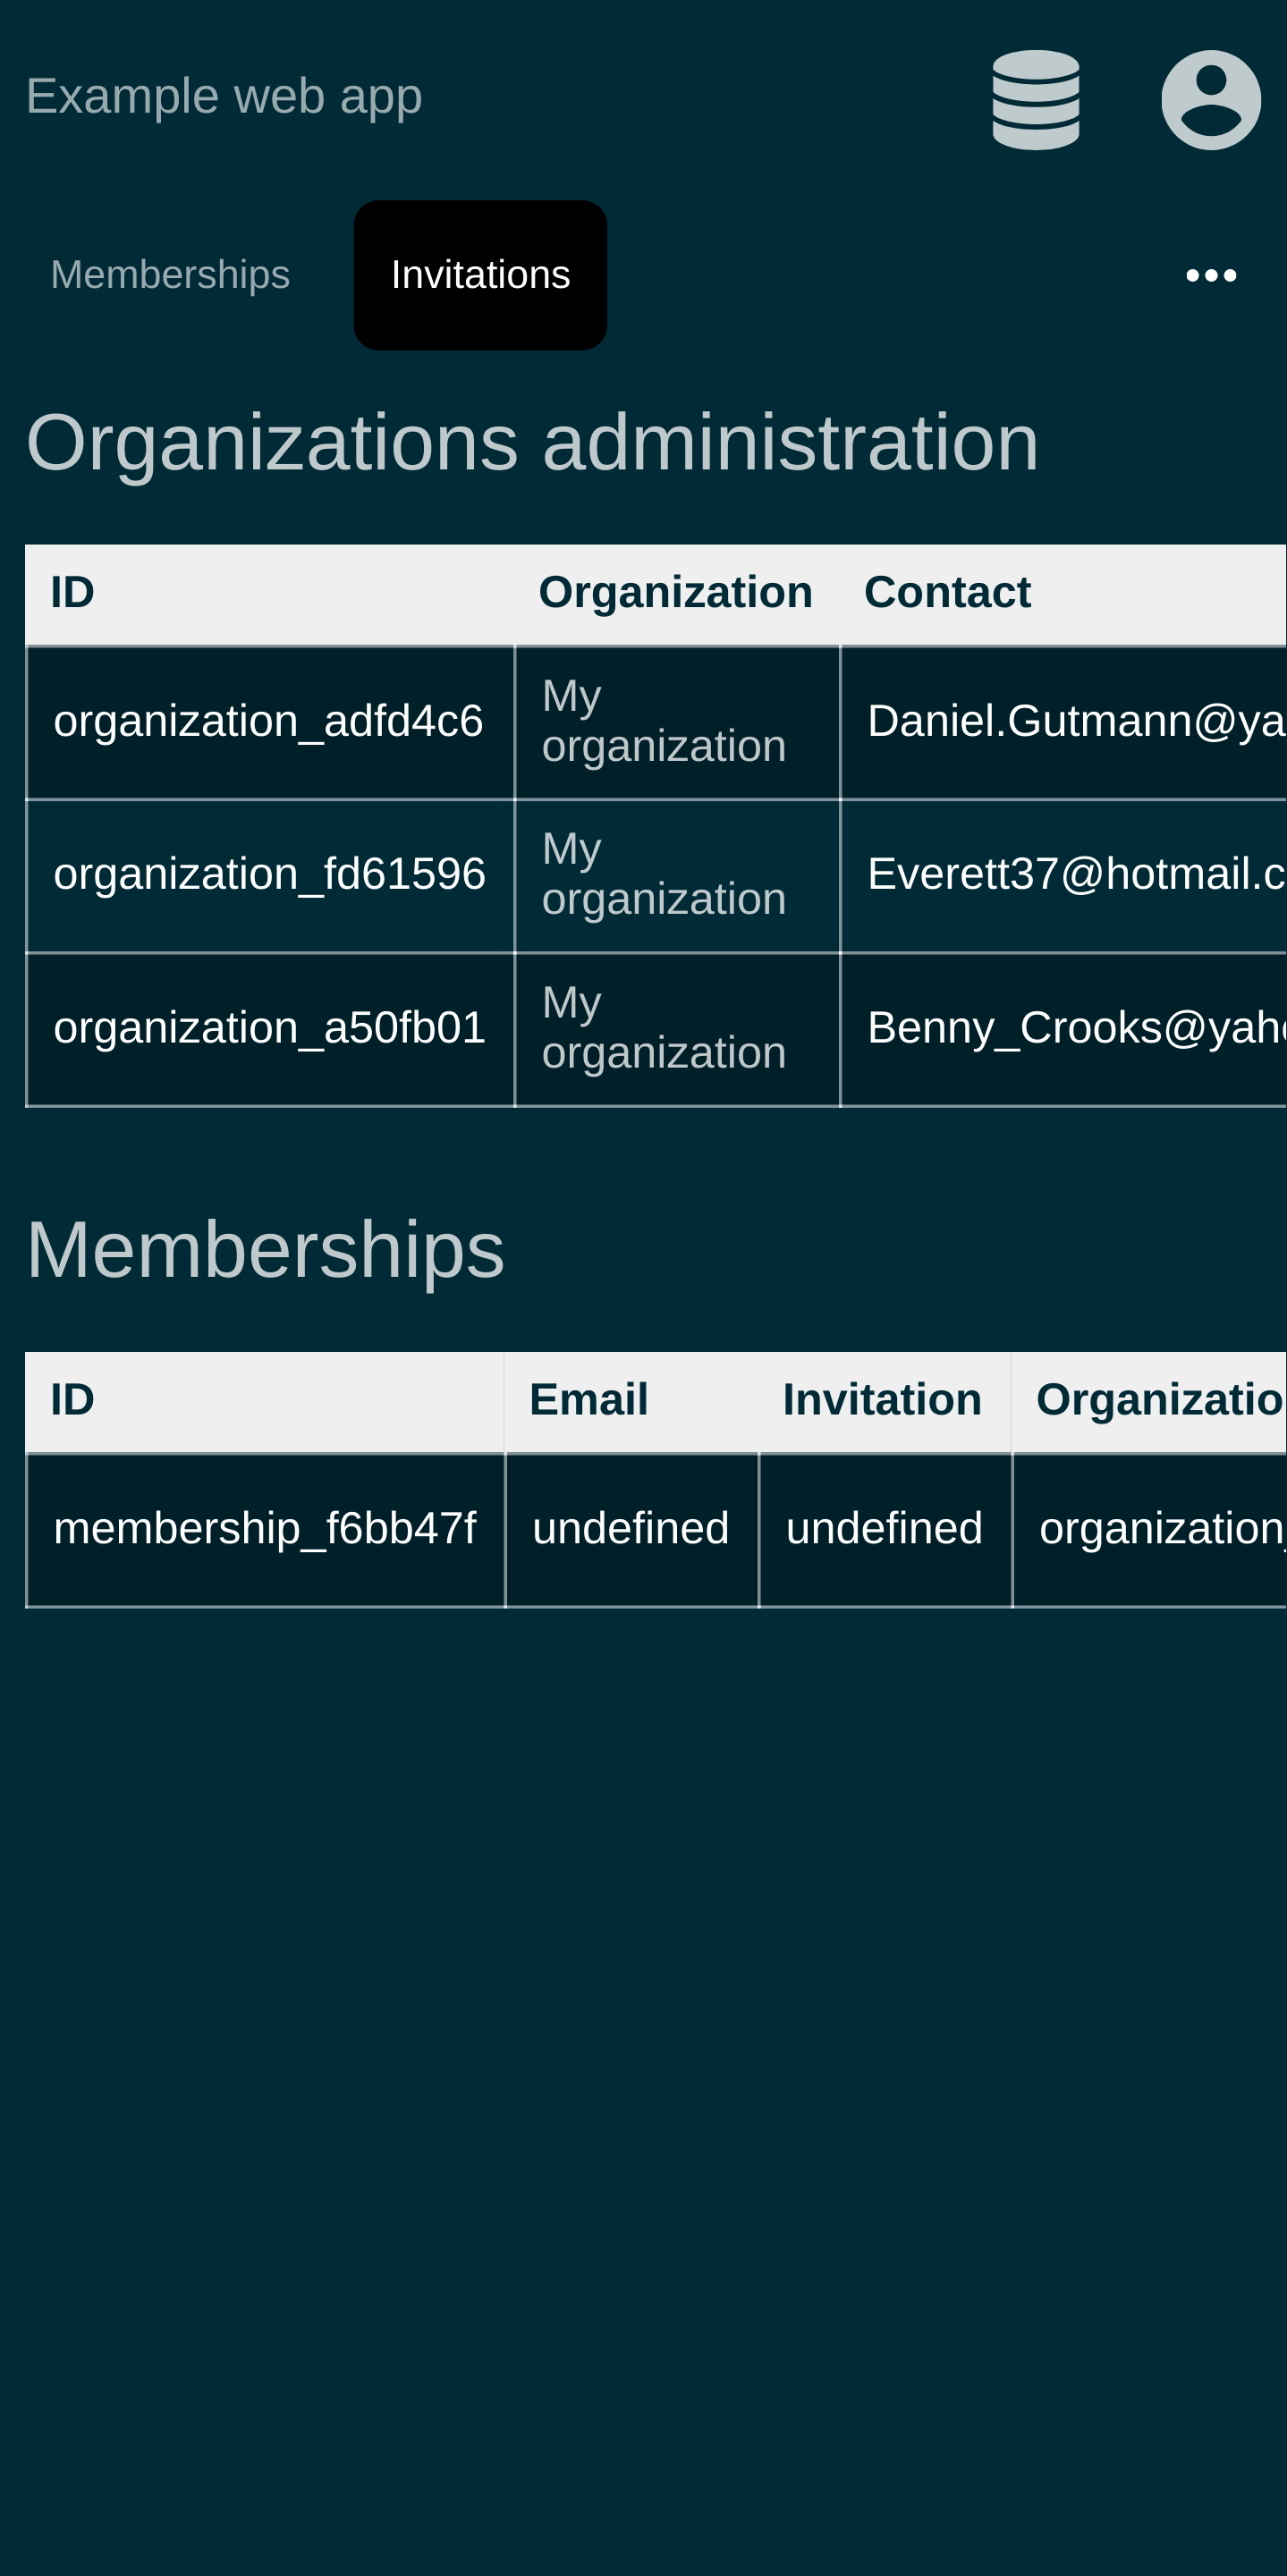 Example web app
Memberships Invitations
Organizations administration
ID Organization Contact
organization_adfd4c6 My organization Daniel.Gutmann@ya
organization_fd61596 My organization Everett37@hotmail.c
organization_a50fb01 My organization Benny_Crooks@yah
Memberships
ID Email Invitation Organizatio
membership_f6bb47f undefined undefined organization_